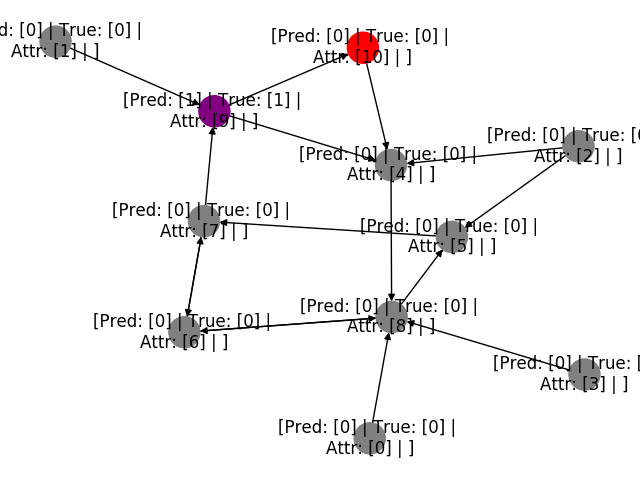 d: [0] | True: [0] |
Attr: [1] | ]
[Pred: [0] | True: [0] |
Attr: [10] | ]
[Pred: [1] | True: [1] |
Attr: [9] | ]
[Pred: [0] | True: [0] |
Attr: [4] | ]
[Pred: [0] | True: [0
Attr: [2] | ]
[Pred: [0] | True: [0] |
Attr: [7] | ]
[Pred: [0] | True: [0] |
Attr: [5] | ]
[Pred: [0] | True: [0] |
Attr: [6] | ]
[Pred: [0] | True: [0] |
Attr: [8] | ]
[Pred: [0] | True: [
Attr: [3] | ]
[Pred: [0] | True: [0] |
Attr: [0] | ]